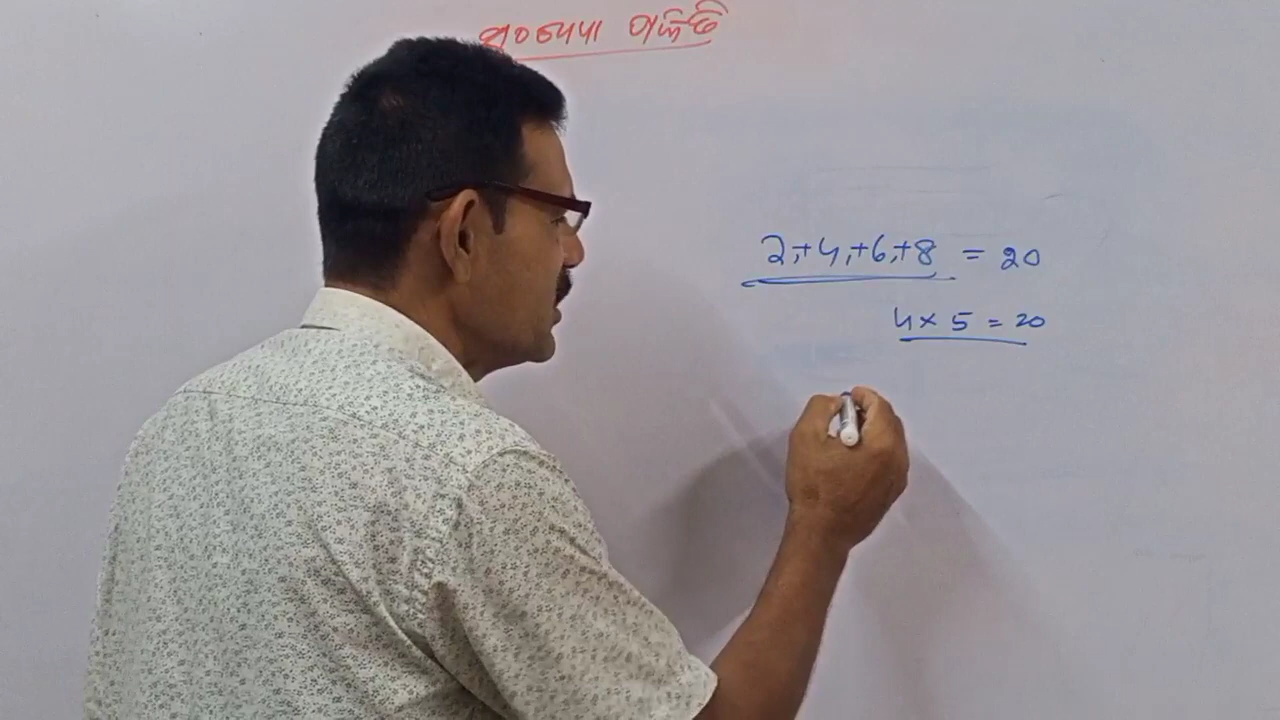 2,+4,+6,+8 = 20
4 × 5 = 20